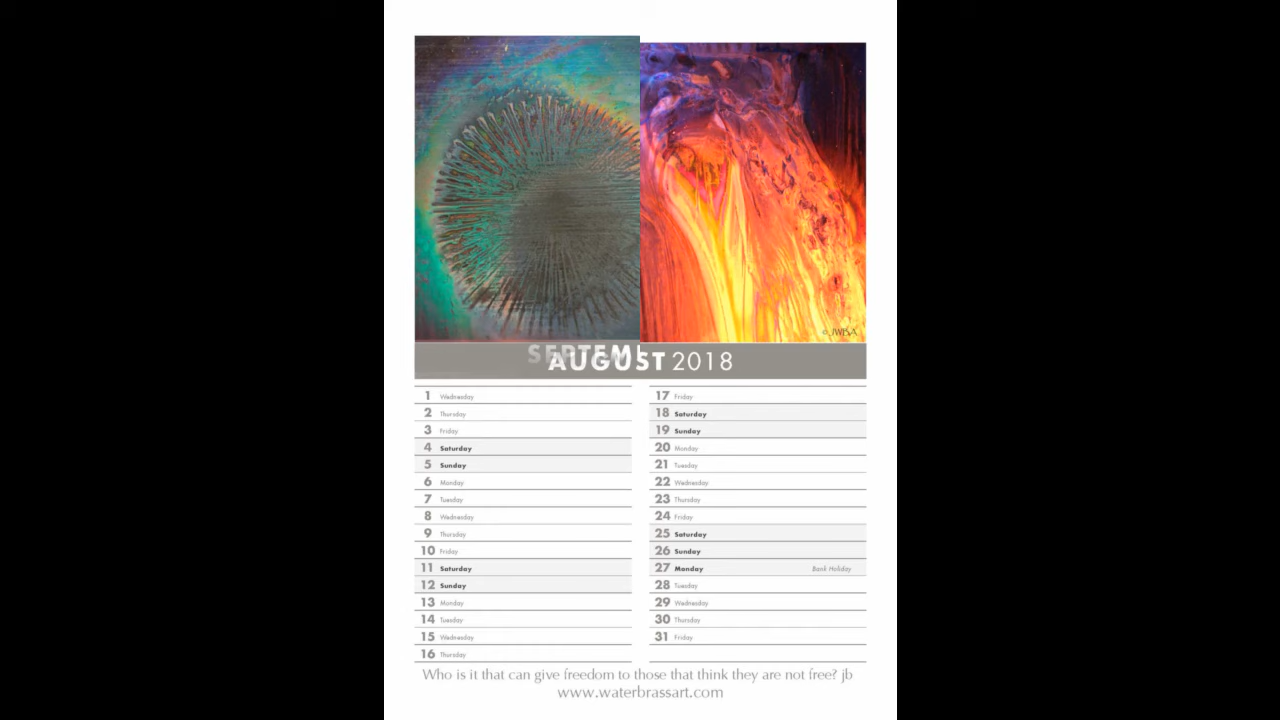 © JWBA
SEPTEM
AUGUST 2018
1 Wednesday
2 Thursday
3 Friday
4 Saturday
5 Sunday
6 Monday
7 Tuesday
8 Wednesday
9 Thursday
10 Friday
11 Saturday
12 Sunday
13 Monday
14 Tuesday
15 Wednesday
16 Thursday
17 Friday
18 Saturday
19 Sunday
20 Monday
21 Tuesday
22 Wednesday
23 Thursday
24 Friday
25 Saturday
26 Sunday
27 Monday Bank Holiday
28 Tuesday
29 Wednesday
30 Thursday
31 Friday
Who is it that can give freedom to those that think they are not free? jb
www.waterbrassart.com